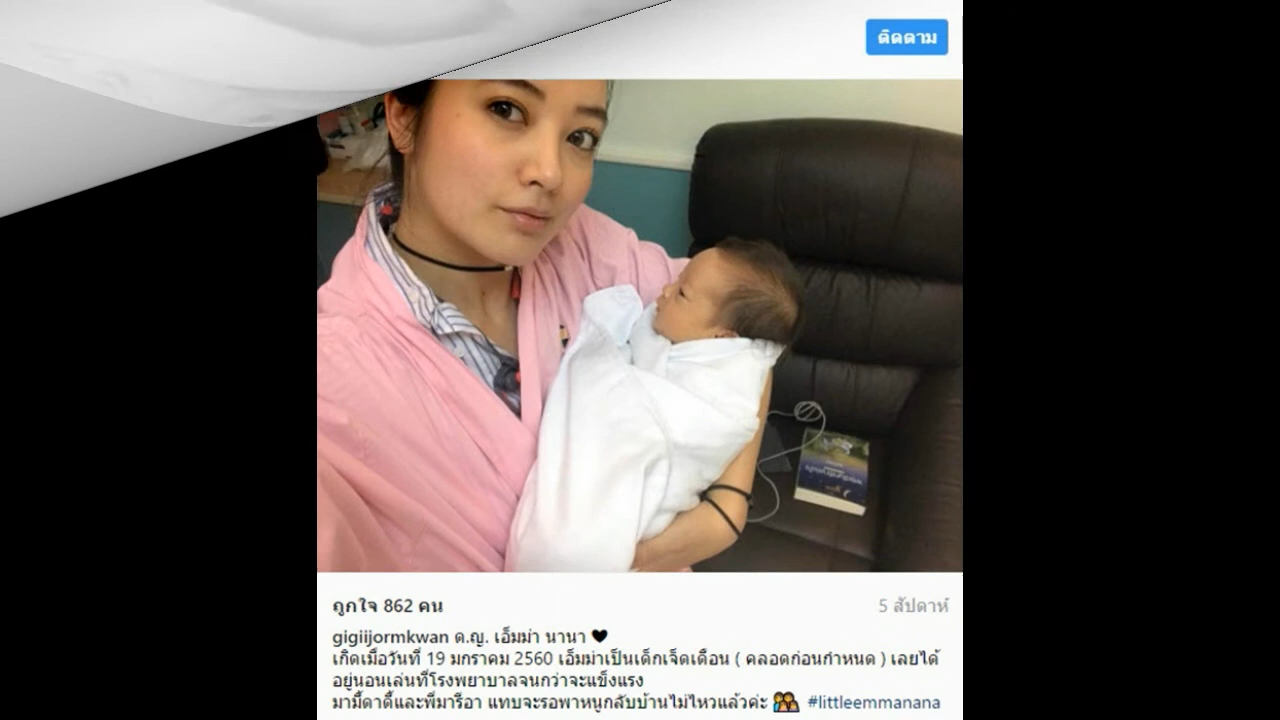 ติดตาม
ถูกใจ 862 คน
5 สัปดาห์
gigiijormkwan ด.ญ. เอ็มม่า นานา 🖤
เกิดเมื่อวันที่ 19 มกราคม 2560 เอ็มม่าเป็นเด็กเจ็ดเดือน ( คลอดก่อนกำหนด ) เลยได้
อยู่นอนเล่นที่โรงพยาบาลจนกว่าจะแข็งแรง
มามี้ดาดี้และพี่มารีอา แทบจะรอพาหนูกลับบ้านไม่ไหวแล้วค่ะ 👫 #littleemmanana